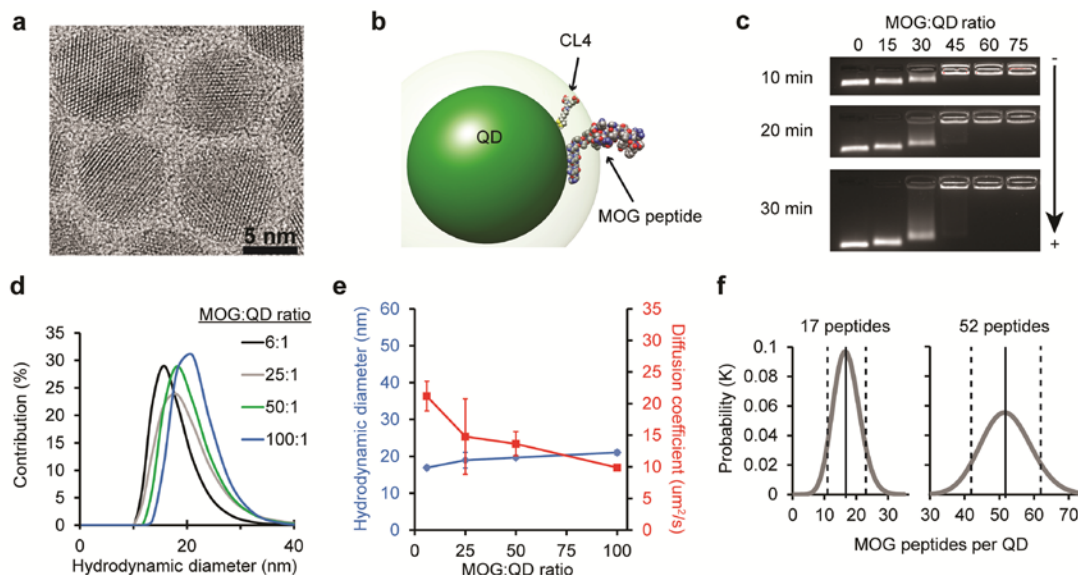 a
5 nm
b
CL4
QD
MOG peptide
c
MOG:QD ratio
0 15 30 45 60 75
10 min
20 min
30 min
-
+
d
MOG:QD ratio
6:1
25:1
50:1
100:1
Contribution (%)
35
30
25
20
15
10
5
0
0 20 40
Hydrodynamic diameter (nm)
e
Hydrodynamic diameter (nm)
60
50
40
30
20
10
0
Diffusion coefficient (um²/s)
35
30
25
20
15
10
5
0
0 25 50 75 100
MOG:QD ratio
f
17 peptides
52 peptides
Probability (K)
0.1
0.08
0.06
0.04
0.02
0
0 10 20 30
30 40 50 60 70
MOG peptides per QD